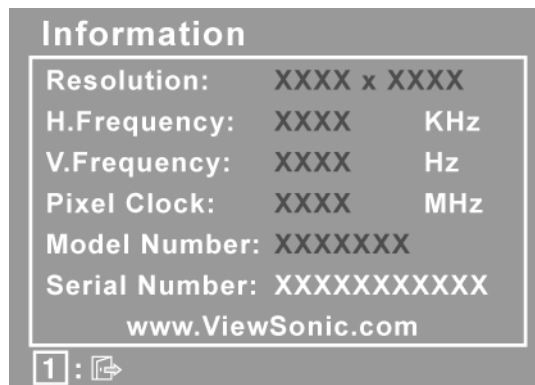 Information
Resolution: XXXX x XXXX
H.Frequency: XXXX KHz
V.Frequency: XXXX Hz
Pixel Clock: XXXX MHz
Model Number: XXXXXXX
Serial Number: XXXXXXXXXXX
www.ViewSonic.com
1 :